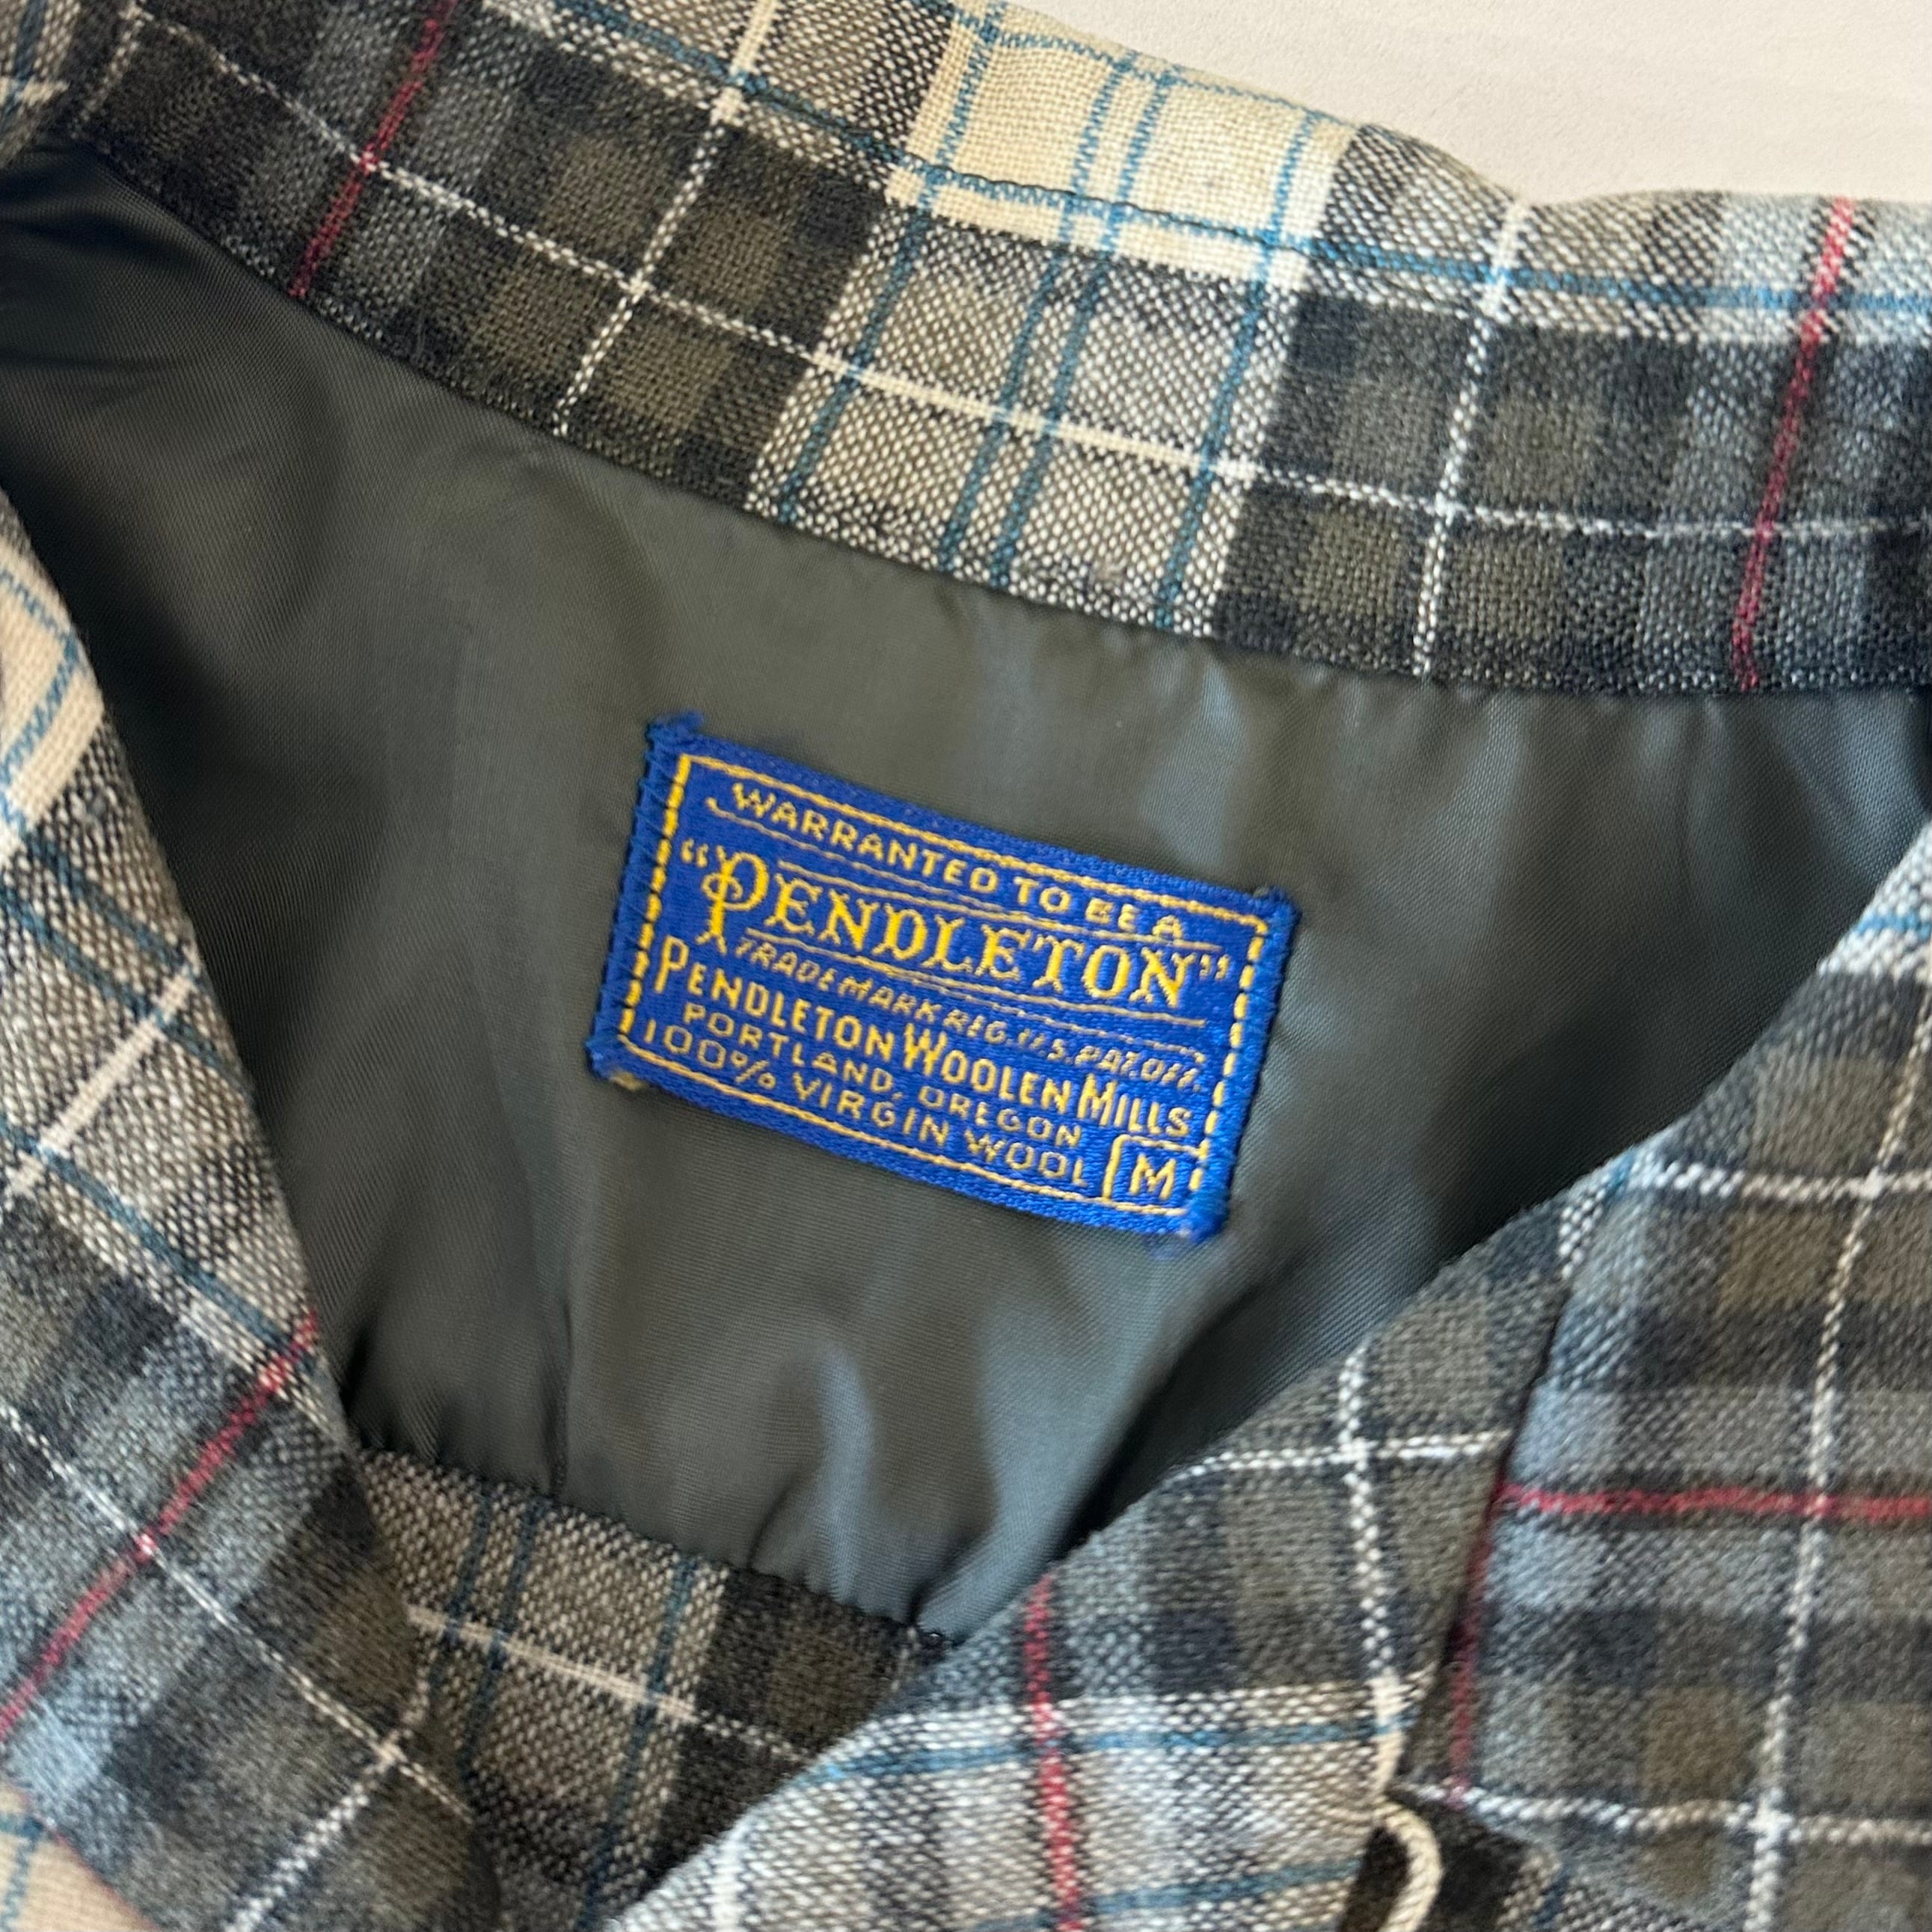 WARRANTED TO BE A
"PENDLETON"
TRADEMARK REG. U.S. PAT. OFF.
PENDLETON WOOLEN MILLS
PORTLAND, OREGON
100% VIRGIN WOOL M